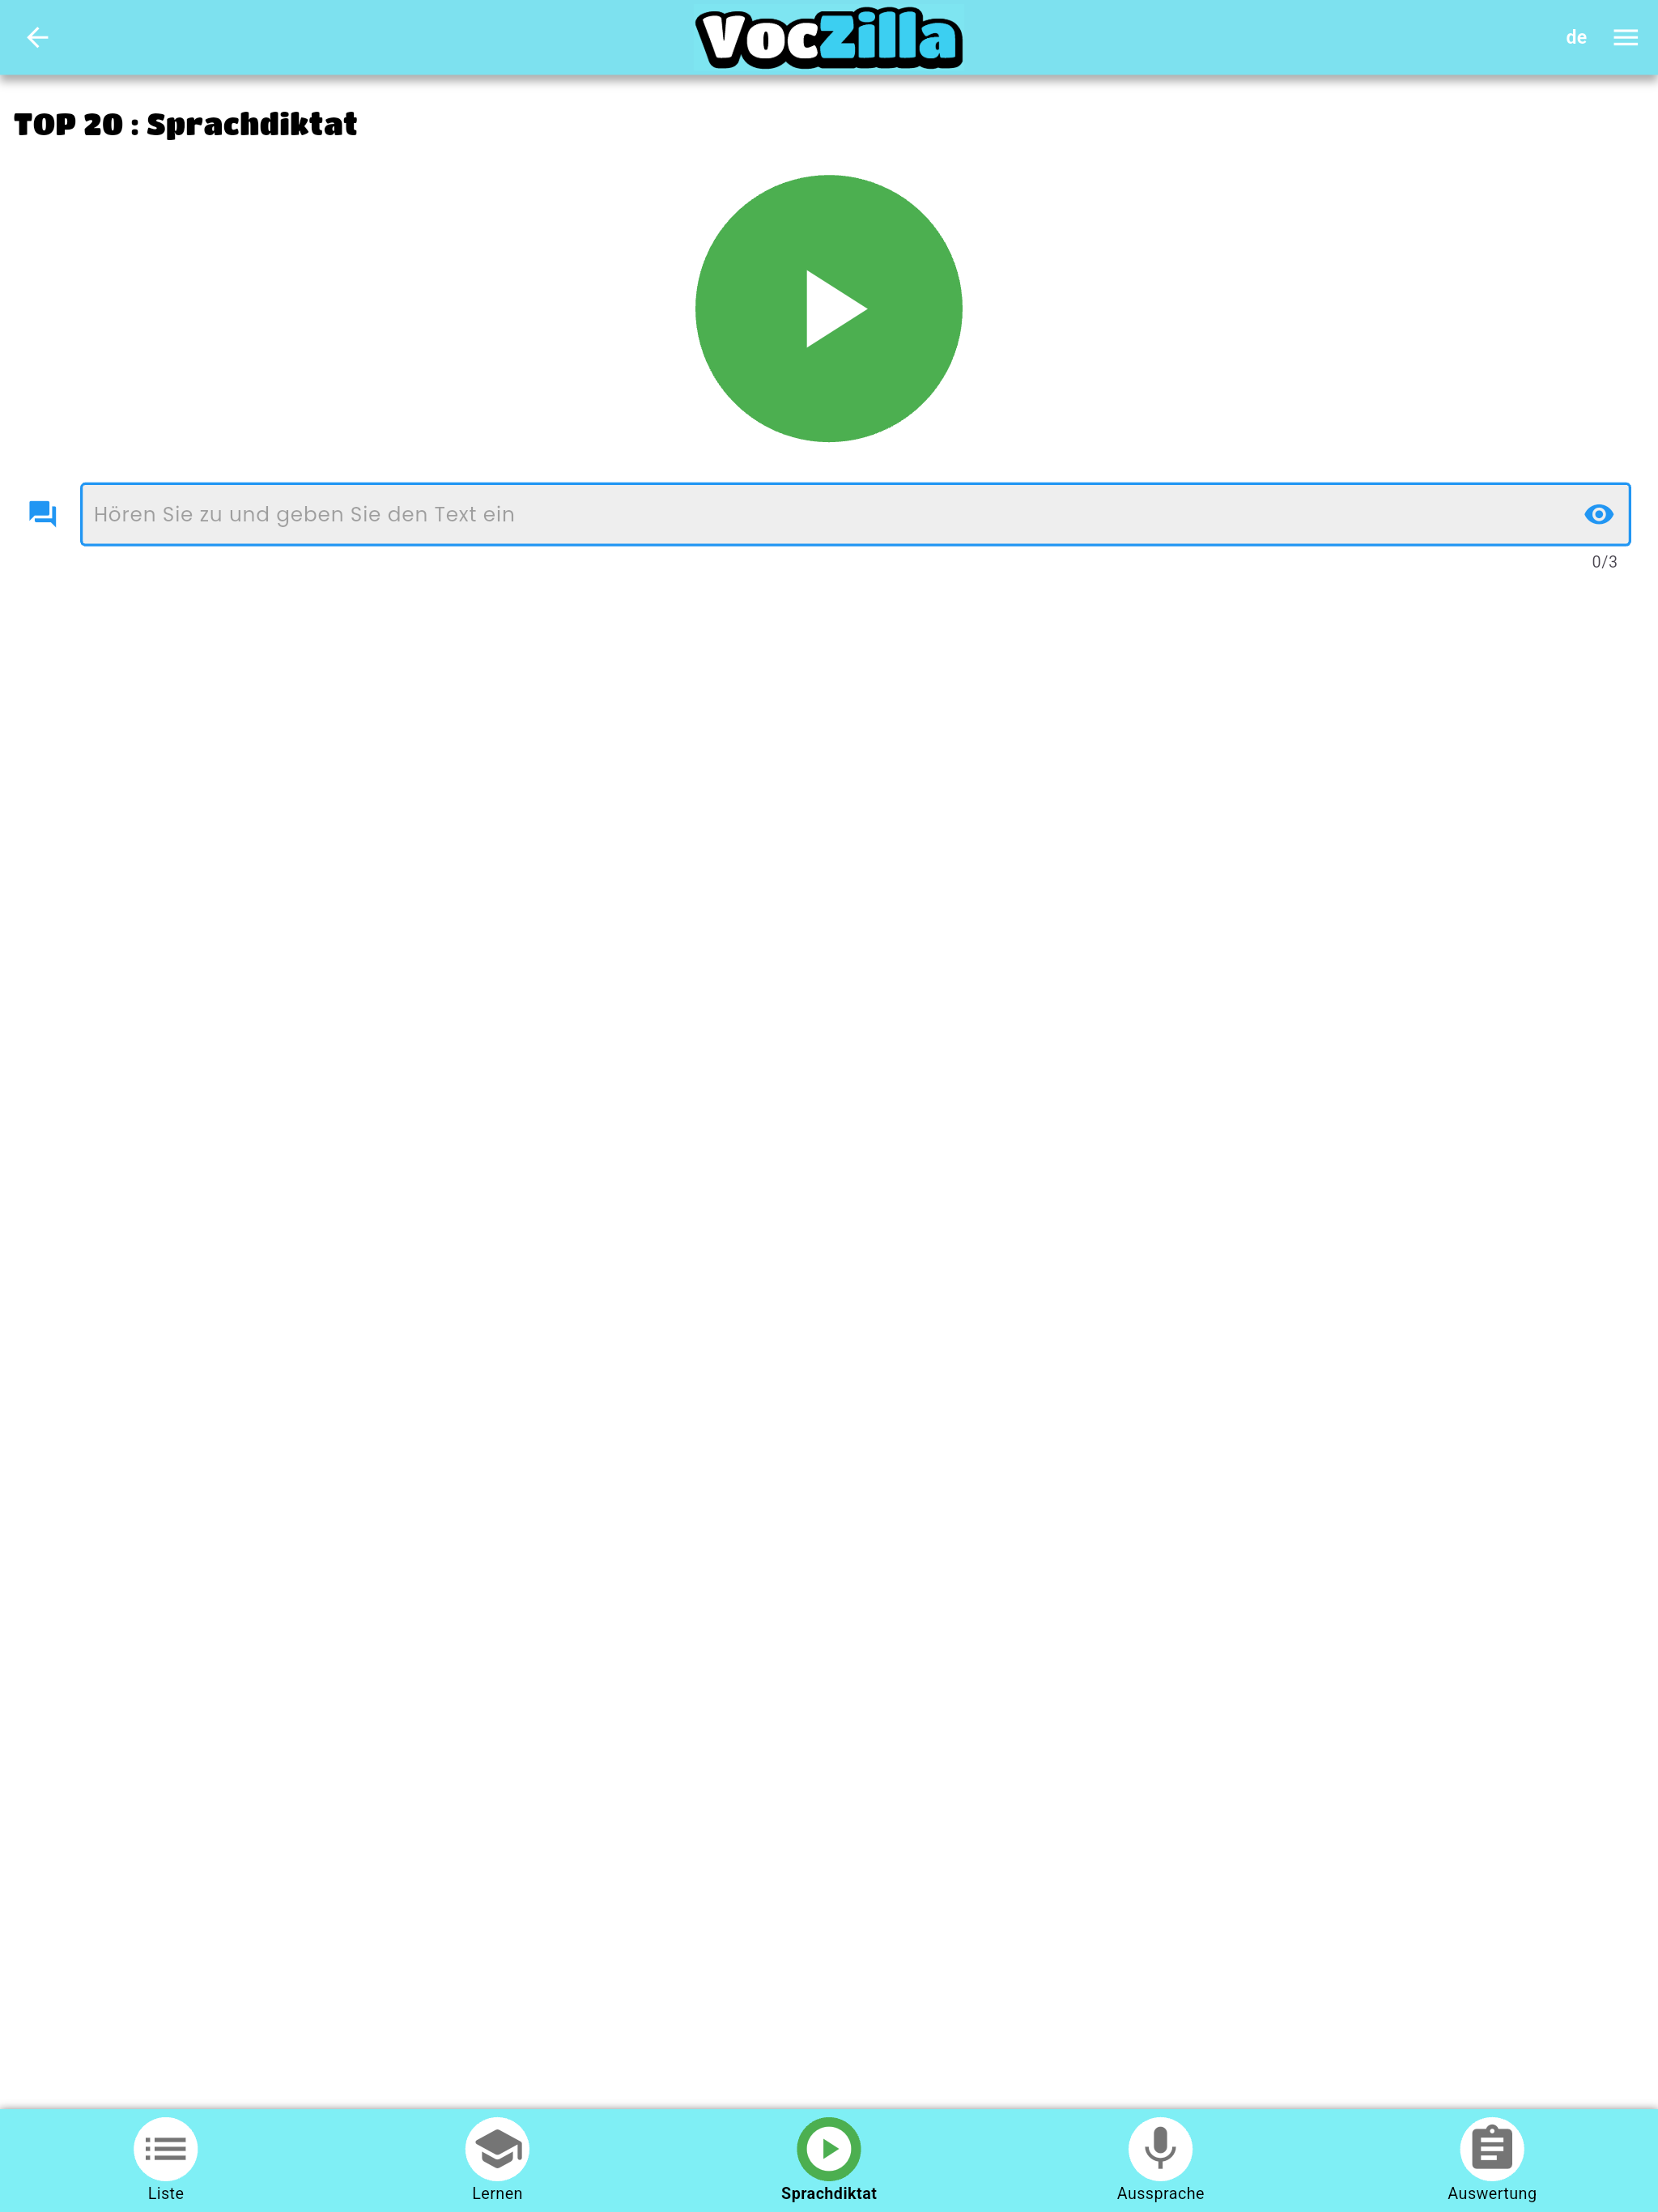 VocZilla
de
TOP 20 : Sprachdiktat
Hören Sie zu und geben Sie den Text ein
0/3
Liste
Lernen
Sprachdiktat
Aussprache
Auswertung